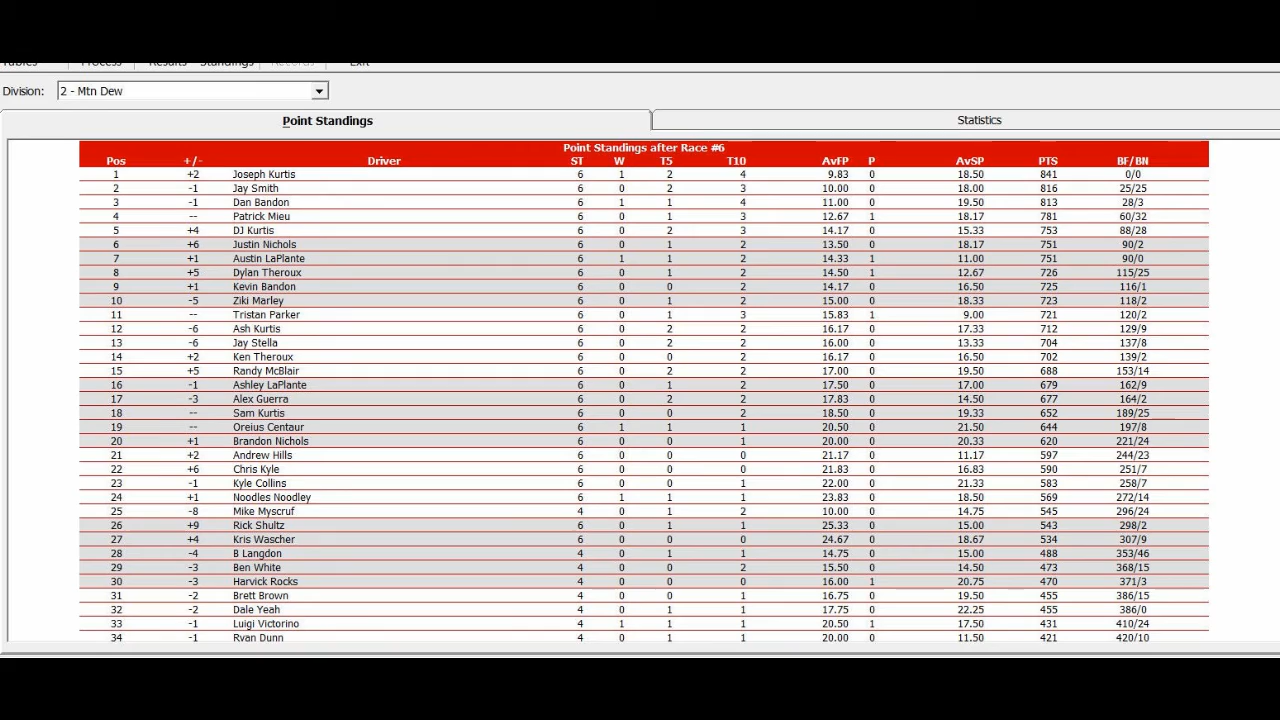 Tables Process Results Standings Records Exit
Division: 2 - Mtn Dew
Point Standings Statistics
Point Standings after Race #6
Pos +/- Driver ST W T5 T10 AvFP P AvSP PTS BF/BN
1 +2 Joseph Kurtis 6 1 2 4 9.83 0 18.50 841 0/0
2 -1 Jay Smith 6 0 2 3 10.00 0 18.00 816 25/25
3 -1 Dan Bandon 6 1 1 4 11.00 0 19.50 813 28/3
4 -- Patrick Mieu 6 0 1 3 12.67 1 18.17 781 60/32
5 +4 DJ Kurtis 6 0 2 3 14.17 0 15.33 753 88/28
6 +6 Justin Nichols 6 0 1 2 13.50 0 18.17 751 90/2
7 +1 Austin LaPlante 6 1 1 2 14.33 1 11.00 751 90/0
8 +5 Dylan Theroux 6 0 1 2 14.50 1 12.67 726 115/25
9 +1 Kevin Bandon 6 0 0 2 14.17 0 16.50 725 116/1
10 -5 Ziki Marley 6 0 1 2 15.00 0 18.33 723 118/2
11 -- Tristan Parker 6 0 1 3 15.83 1 9.00 721 120/2
12 -6 Ash Kurtis 6 0 2 2 16.17 0 17.33 712 129/9
13 -6 Jay Stella 6 0 2 2 16.00 0 13.33 704 137/8
14 +2 Ken Theroux 6 0 0 2 16.17 0 16.50 702 139/2
15 +5 Randy McBlair 6 0 2 2 17.00 0 19.50 688 153/14
16 -1 Ashley LaPlante 6 0 1 2 17.50 0 17.00 679 162/9
17 -3 Alex Guerra 6 0 2 2 17.83 0 14.50 677 164/2
18 -- Sam Kurtis 6 0 0 2 18.50 0 19.33 652 189/25
19 -- Oreius Centaur 6 1 1 1 20.50 0 21.50 644 197/8
20 +1 Brandon Nichols 6 0 0 0 20.00 0 20.33 620 221/24
21 +2 Andrew Hills 6 0 0 0 21.17 0 11.17 597 244/23
22 +6 Chris Kyle 6 0 0 0 21.83 0 16.83 590 251/7
23 -1 Kyle Collins 6 0 0 1 22.00 0 21.33 583 258/7
24 +1 Noodles Noodley 6 1 1 1 23.83 0 18.50 569 272/14
25 -8 Mike Myscruf 4 0 1 2 10.00 0 14.75 545 296/24
26 +9 Rick Shultz 6 0 1 1 25.33 0 15.00 543 298/2
27 +4 Kris Wascher 6 0 0 0 24.67 0 18.67 534 307/9
28 -4 B Langdon 4 0 1 1 14.75 0 15.00 488 353/46
29 -3 Ben White 4 0 0 2 15.50 0 14.50 473 368/15
30 -3 Harvick Rocks 4 0 0 0 16.00 1 20.75 470 371/3
31 -2 Brett Brown 4 0 0 1 16.75 0 19.50 455 386/15
32 -2 Dale Yeah 4 0 1 1 17.75 0 22.25 455 386/0
33 -1 Luigi Victorino 4 1 1 1 20.50 1 17.50 431 410/24
34 -1 Ryan Dunn 4 0 1 1 20.00 0 11.50 421 420/10